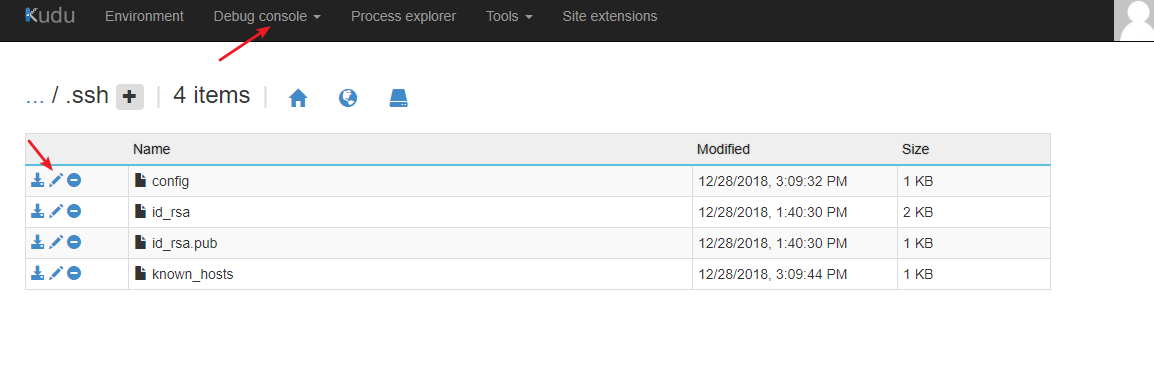 Kudu Environment Debug console Process explorer Tools Site extensions
... / .ssh | 4 items |
Name Modified Size
config 12/28/2018, 3:09:32 PM 1 KB
id_rsa 12/28/2018, 1:40:30 PM 2 KB
id_rsa.pub 12/28/2018, 1:40:30 PM 1 KB
known_hosts 12/28/2018, 3:09:44 PM 1 KB